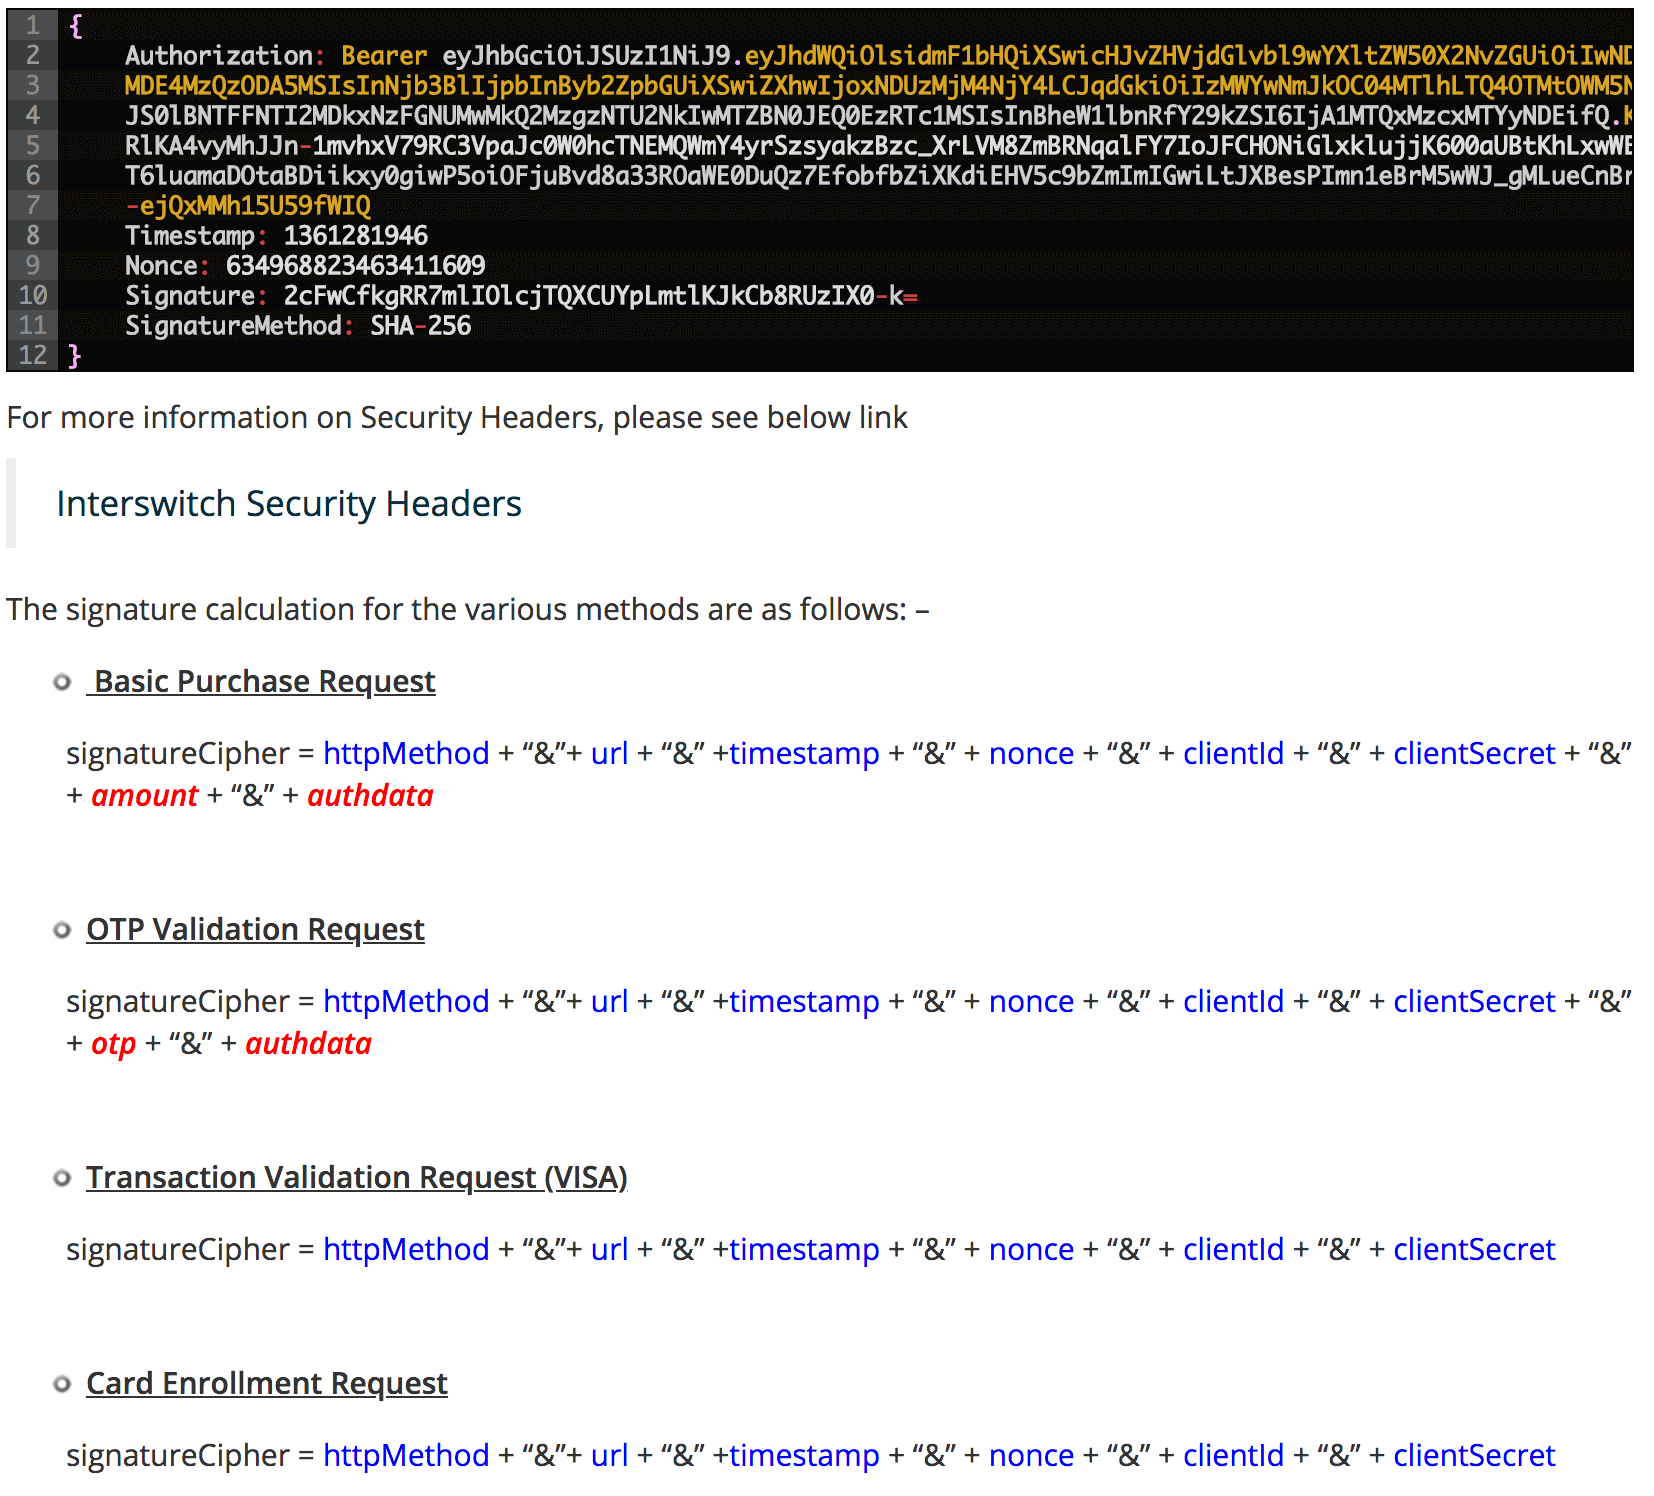 1 {
2 Authorization: Bearer eyJhbGciOiJSUzI1NiJ9.eyJhdWQiOlsidmF1bHQiXSwicHJvZHVjdGlvbl9wYXltZW50X2NvZGUiOiIwND
3 MDE4MzQzODA5MSIsInNjb3BlIjpbInByb2ZpbGUiXSwiZXhwIjoxNDUzMjM4NjY4LCJqdGkiOiIzMWYwNmJkOC04MTlhLTQ4OTMtOWM5N
4 JS0lBNTFFNTI2MDkxNzFGNUMwMkQ2MzgzNTU2NkIwMTZBN0JEQ0EzRTc1MSIsInBheW1lbnRfY29kZSI6IjA1MTQxMzcxMTYyNDEifQ.K
5 RlKA4vyMhJJn-1mvhxV79RC3VpaJc0W0hcTNEMQWmY4yrSzsyakzBzc_XrLVM8ZmBRNqalFY7IoJFCHONiGlxklujjK600aUBtKhLxwWE
6 T6luamaDOtaBDiikxy0giwP5oiOFjuBvd8a33ROaWE0DuQz7EfobfbZiXKdiEHV5c9bZmImIGwiLtJXBesPImn1eBrM5wWJ_gMLueCnBr
7 -ejQxMMh15U59fWIQ
8 Timestamp: 1361281946
9 Nonce: 634968823463411609
10 Signature: 2cFwCfkgRR7mlIOlcjTQXCUYpLmtlKJkCb8RUzIX0-k=
11 SignatureMethod: SHA-256
12 }
For more information on Security Headers, please see below link
Interswitch Security Headers
The signature calculation for the various methods are as follows: –
Basic Purchase Request
signatureCipher = httpMethod + “&”+ url + “&” +timestamp + “&” + nonce + “&” + clientId + “&” + clientSecret + “&”
+ amount + “&” + authdata
OTP Validation Request
signatureCipher = httpMethod + “&”+ url + “&” +timestamp + “&” + nonce + “&” + clientId + “&” + clientSecret + “&”
+ otp + “&” + authdata
Transaction Validation Request (VISA)
signatureCipher = httpMethod + “&”+ url + “&” +timestamp + “&” + nonce + “&” + clientId + “&” + clientSecret
Card Enrollment Request
signatureCipher = httpMethod + “&”+ url + “&” +timestamp + “&” + nonce + “&” + clientId + “&” + clientSecret